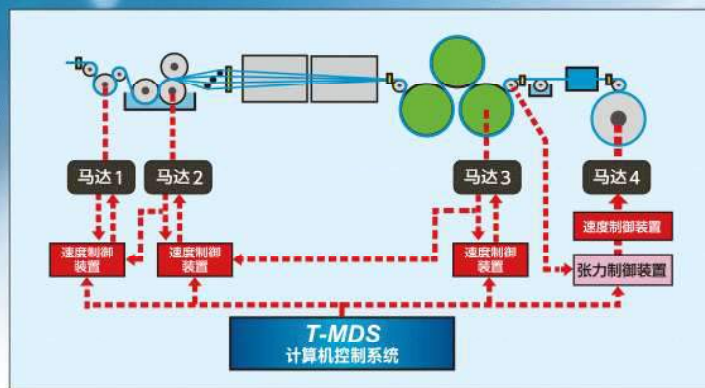 马达1
马达2
马达3
马达4
速度制御装置
速度制御
装置
速度制御
装置
速度制御
装置
张力制御装置
T-MDS
计算机控制系统